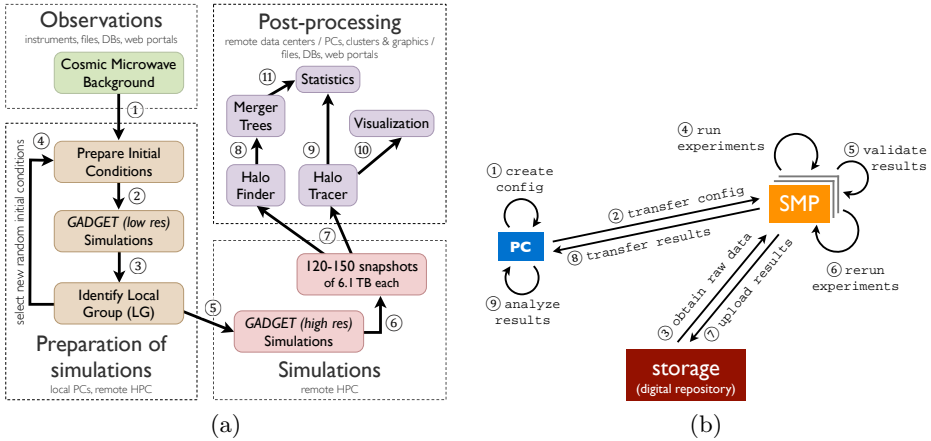 Observations
instruments, files, DBs, web portals
Cosmic Microwave
Background
①
④
Prepare Initial
Conditions
②
GADGET (low res)
Simulations
③
Identify Local
Group (LG)
select new random initial conditions
Preparation of
simulations
local PCs, remote HPC
Post-processing
remote data centers / PCs, clusters & graphics /
files, DBs, web portals
⑪
Statistics
Merger
Trees
Visualization
⑧
⑨
⑩
Halo
Finder
Halo
Tracer
⑦
120-150 snapshots
of 6.1 TB each
⑤
GADGET (high res)
Simulations
⑥
Simulations
remote HPC
(a)
④ run
experiments
⑤ validate
results
① create
config
SMP
② transfer config
PC
⑧ transfer results
⑥ rerun
experiments
⑨ analyze
results
③ obtain raw data
⑦ upload results
storage
(digital repository)
(b)